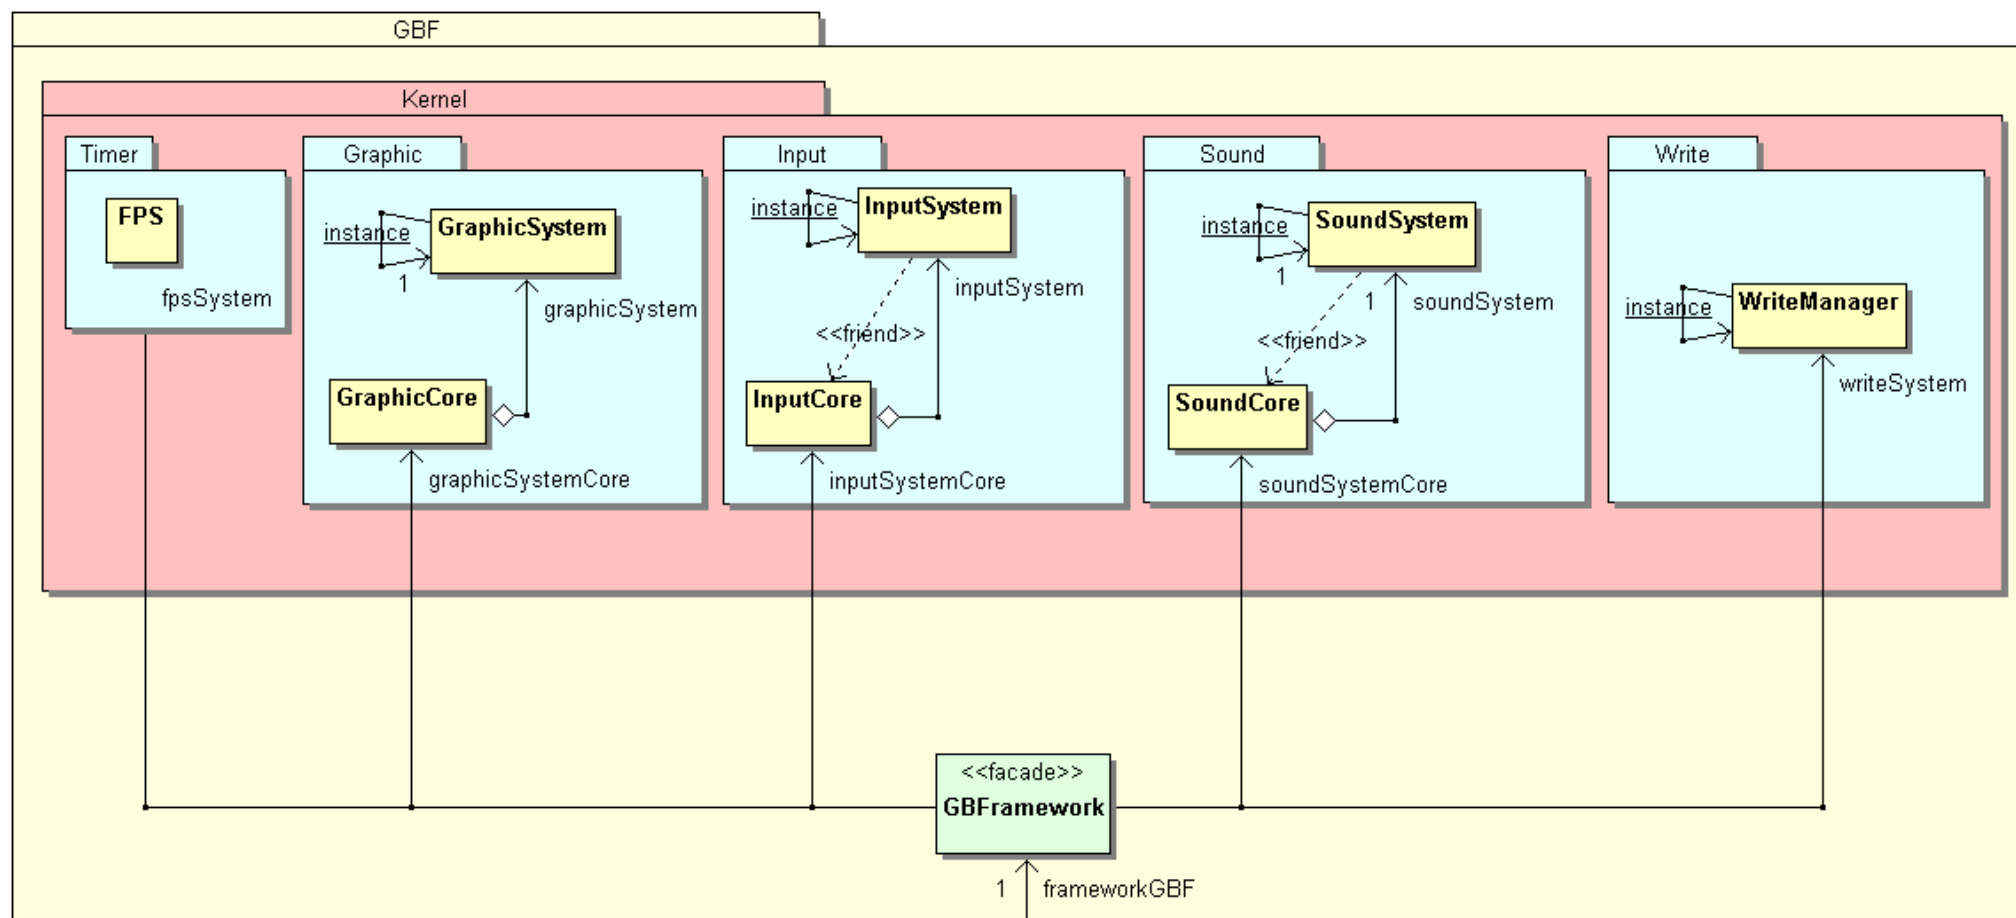 GBF
Kernel
Timer
FPS
fpsSystem
Graphic
instance
GraphicSystem
1
graphicSystem
GraphicCore
graphicSystemCore
Input
instance
InputSystem
inputSystem
<<friend>>
InputCore
inputSystemCore
Sound
instance
SoundSystem
1
1
soundSystem
<<friend>>
SoundCore
soundSystemCore
Write
instance
WriteManager
writeSystem
<<facade>>
GBFramework
1
frameworkGBF